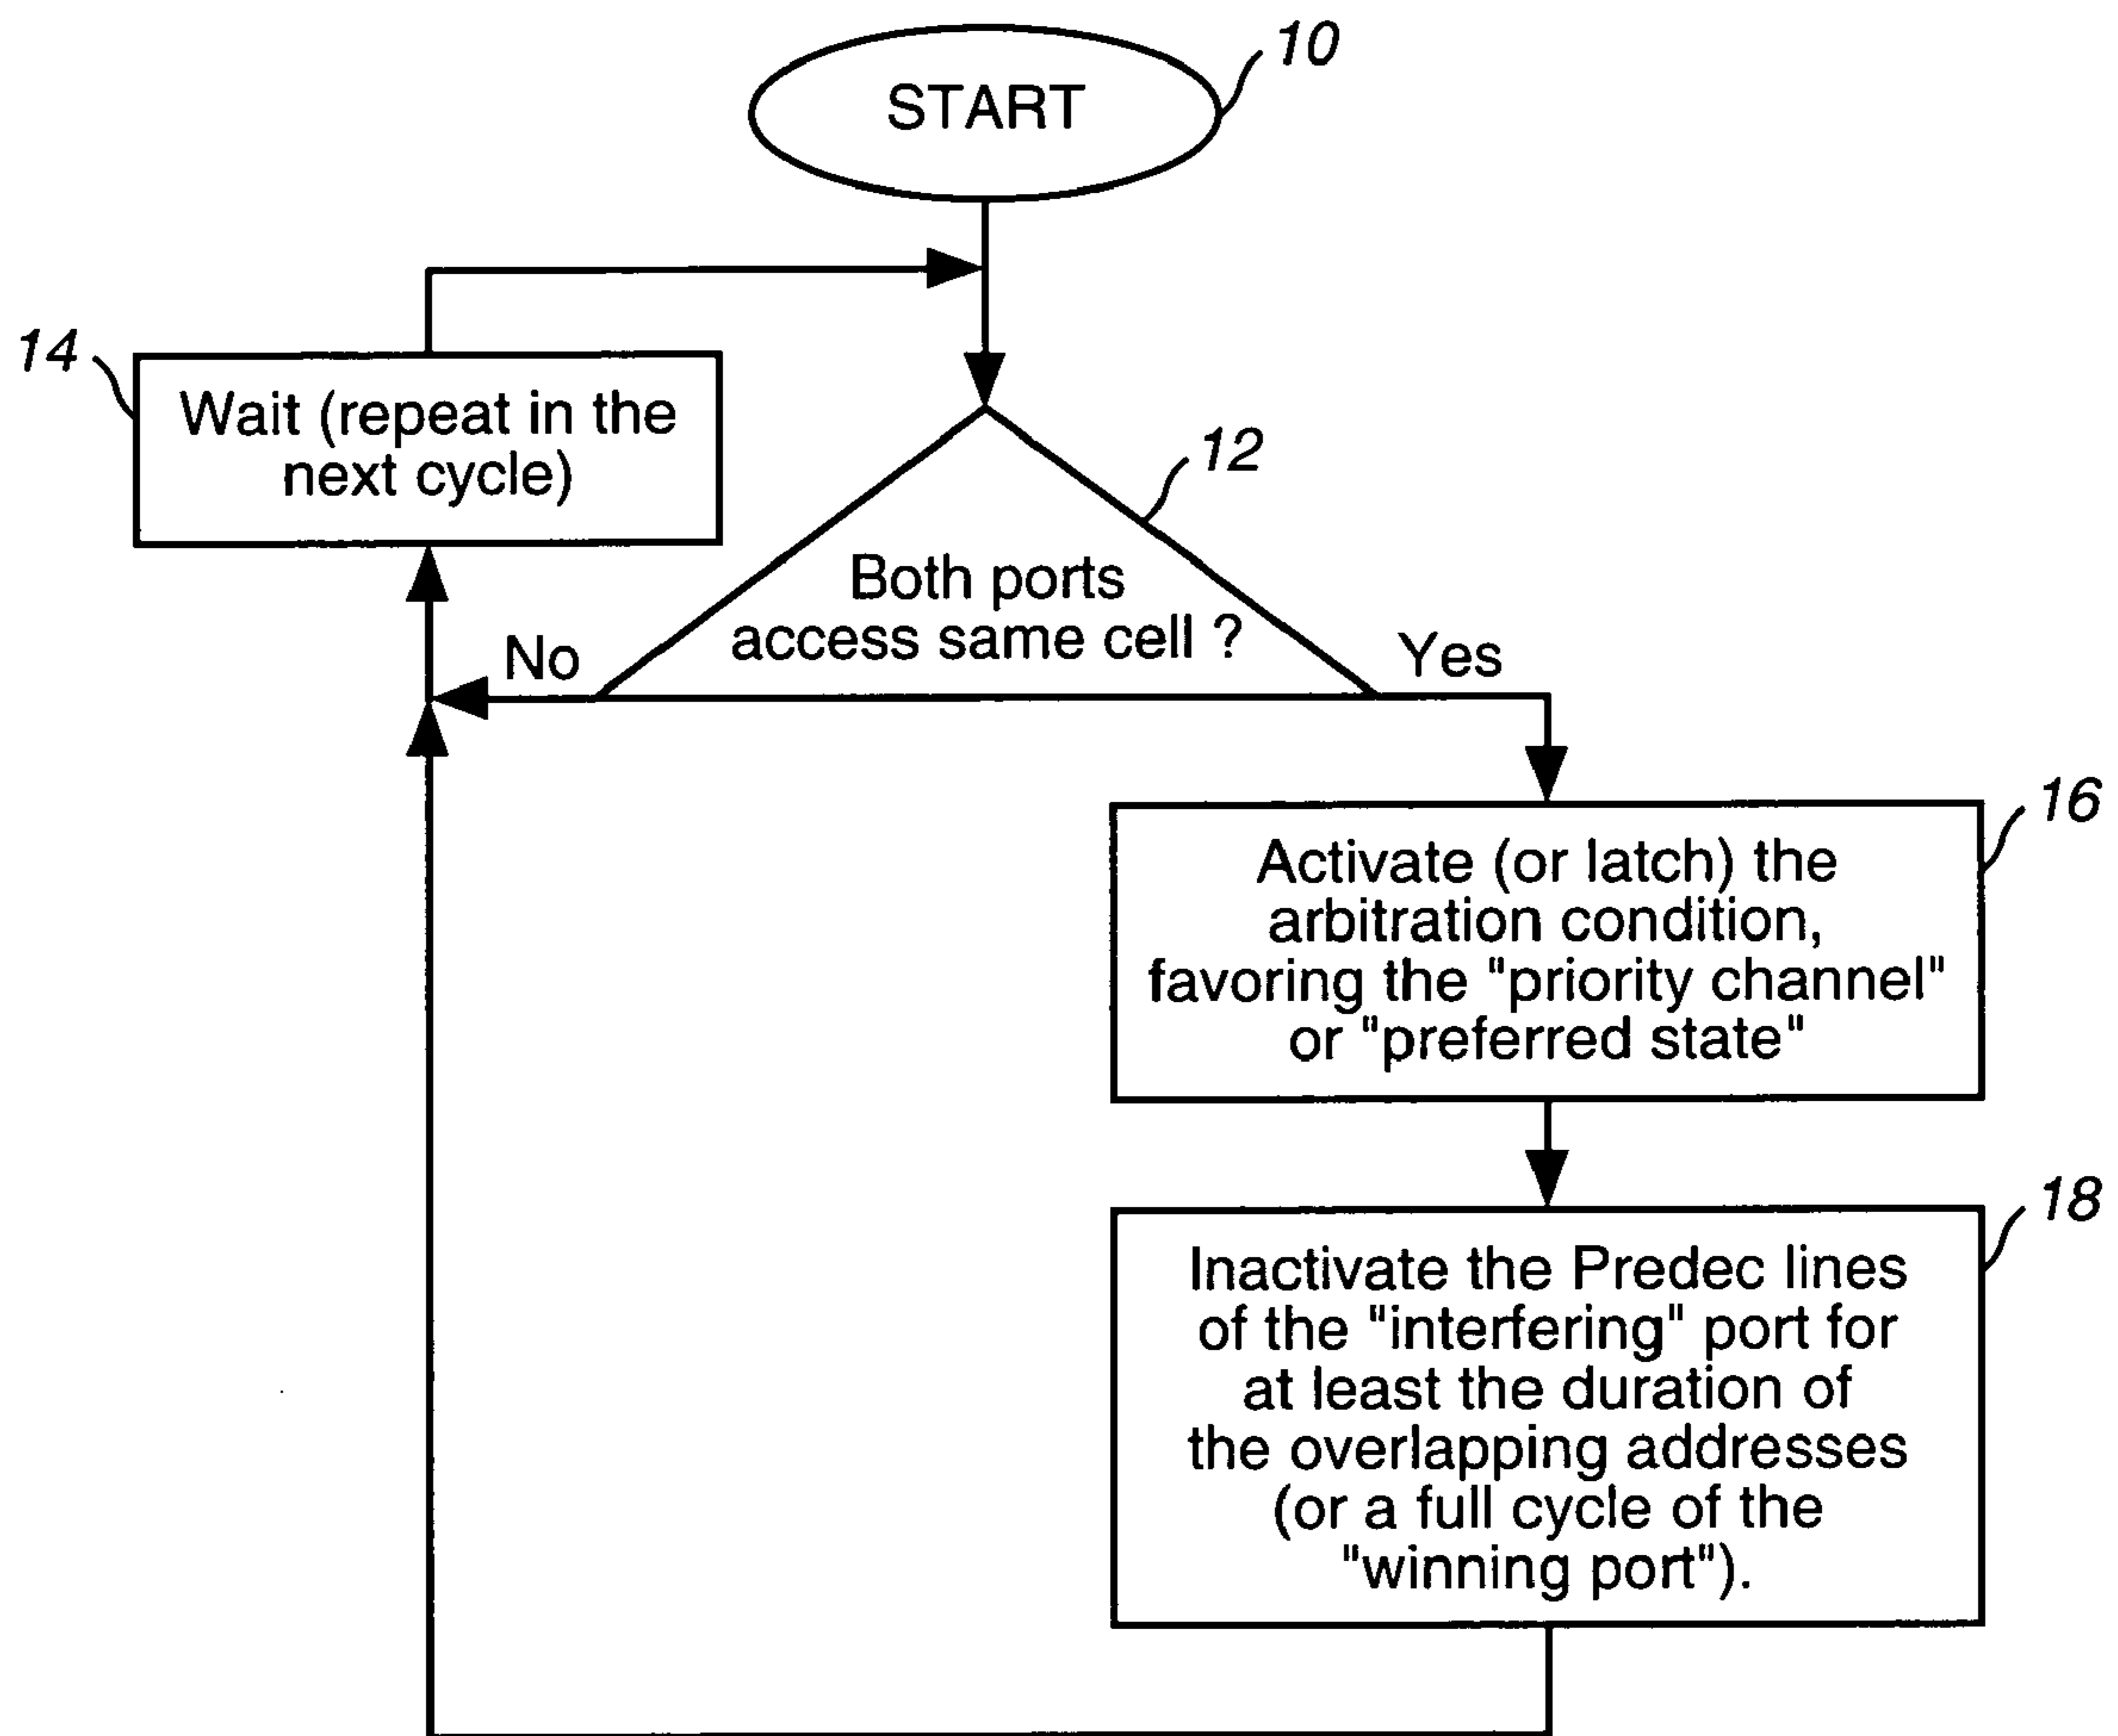 START
10
14
Wait (repeat in the
next cycle)
12
Both ports
access same cell ?
No
Yes
16
Activate (or latch) the
arbitration condition,
favoring the "priority channel"
or "preferred state"
18
Inactivate the Predec lines
of the "interfering" port for
at least the duration of
the overlapping addresses
(or a full cycle of the
"winning port").